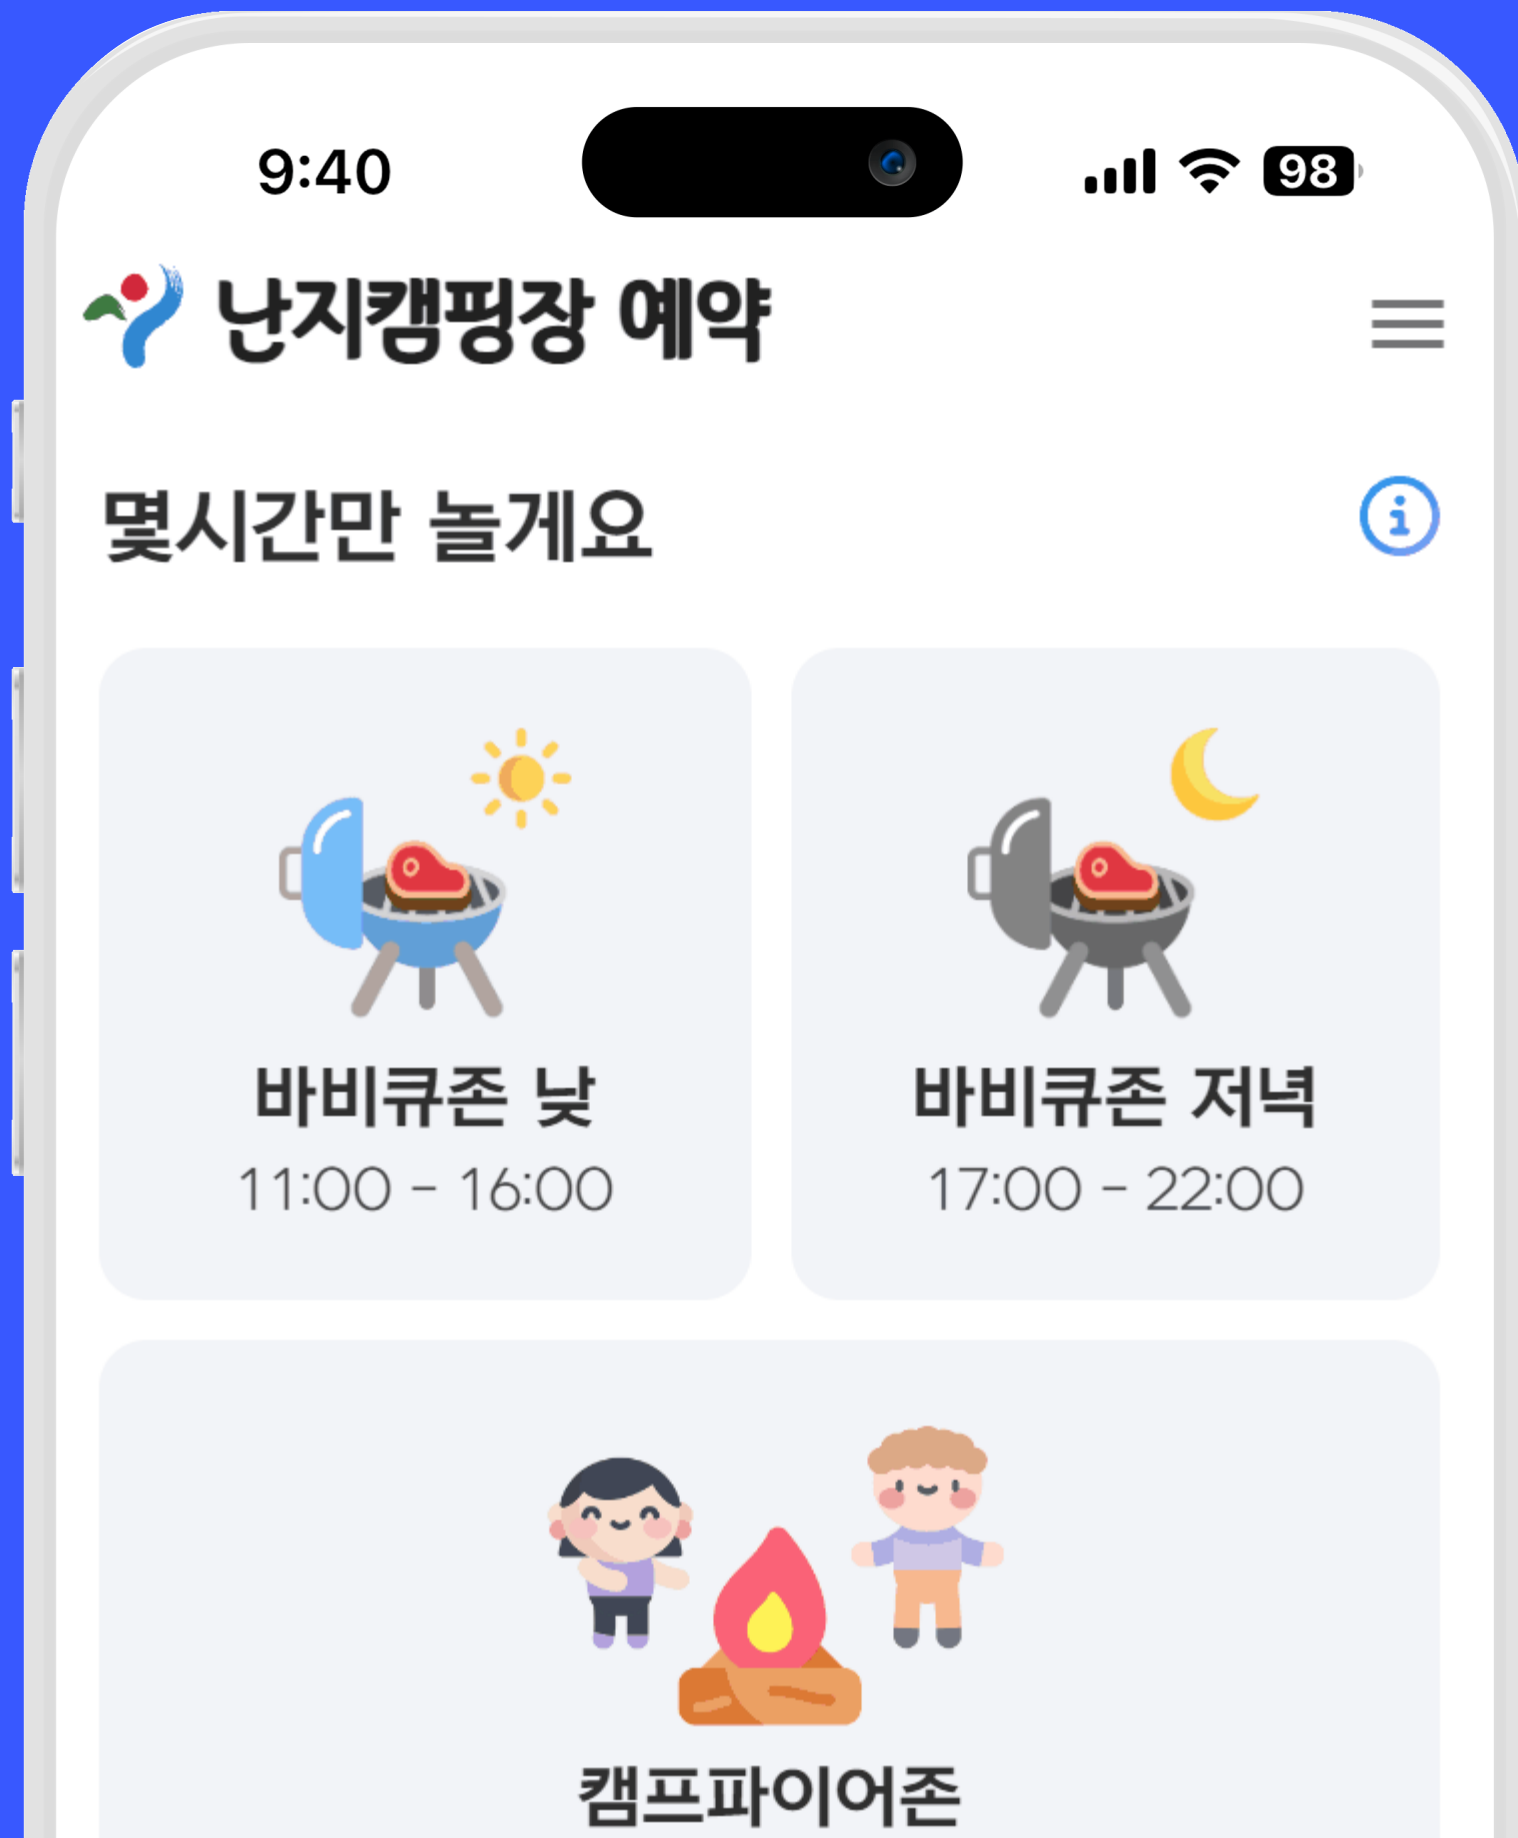 9:40
98
난지캠핑장 예약
몇시간만 놀게요
바비큐존 낮
11:00 - 16:00
바비큐존 저녁
17:00 - 22:00
캠프파이어존